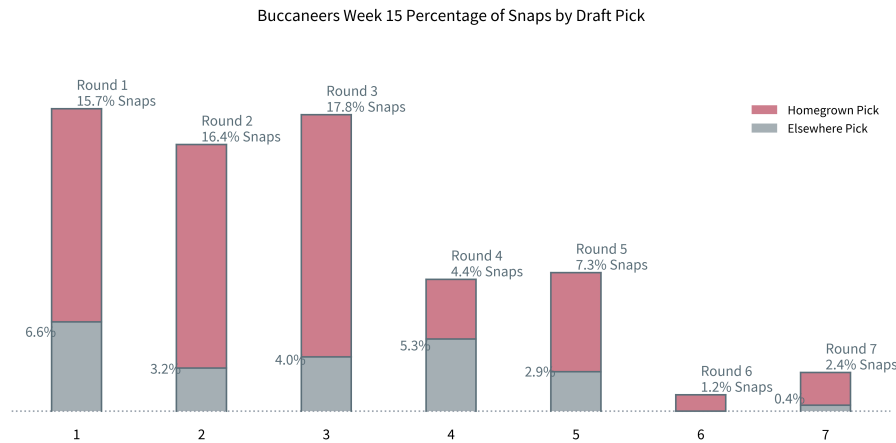 Buccaneers Week 15 Percentage of Snaps by Draft Pick
Round 1
15.7% Snaps
Round 2
16.4% Snaps
Round 3
17.8% Snaps
Round 4
4.4% Snaps
Round 5
7.3% Snaps
Round 6
1.2% Snaps
Round 7
2.4% Snaps
Homegrown Pick
Elsewhere Pick
6.6%
3.2%
4.0%
5.3%
2.9%
0.4%
1 2 3 4 5 6 7